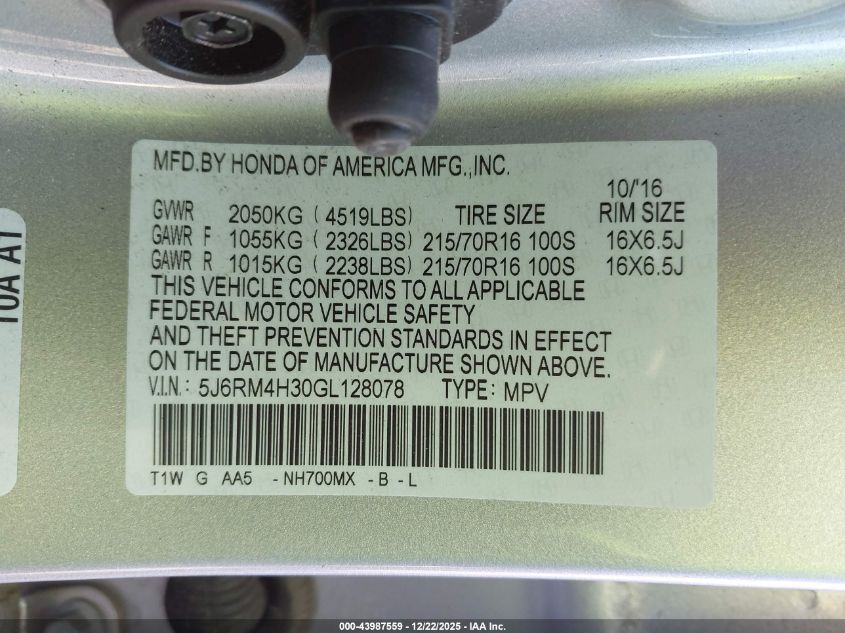 MFD.BY HONDA OF AMERICA MFG.,INC.
10/'16
GVWR 2050KG ( 4519LBS) TIRE SIZE RIM SIZE
GAWR F 1055KG ( 2326LBS) 215/70R16 100S 16X6.5J
GAWR R 1015KG ( 2238LBS) 215/70R16 100S 16X6.5J
THIS VEHICLE CONFORMS TO ALL APPLICABLE
FEDERAL MOTOR VEHICLE SAFETY
AND THEFT PREVENTION STANDARDS IN EFFECT
ON THE DATE OF MANUFACTURE SHOWN ABOVE.
V.I.N.: 5J6RM4H30GL128078 TYPE: MPV
T1W G AA5 -NH700MX -B -L
000-43987559 - 12/22/2025 - IAA Inc.